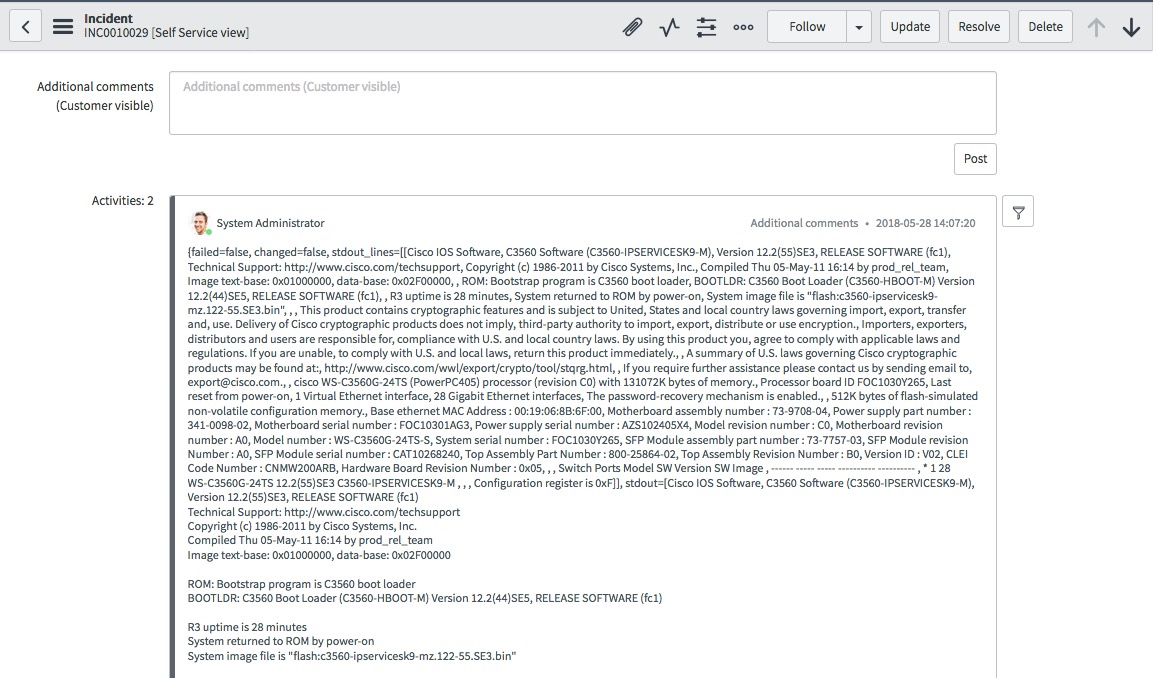 Incident
INC0010029 [Self Service view]
Follow
Update
Resolve
Delete
Additional comments
(Customer visible)
Additional comments (Customer visible)
Post
Activities: 2
System Administrator
Additional comments • 2018-05-28 14:07:20
{failed=false, changed=false, stdout_lines=[[Cisco IOS Software, C3560 Software (C3560-IPSERVICESK9-M), Version 12.2(55)SE3, RELEASE SOFTWARE (fc1),
Technical Support: http://www.cisco.com/techsupport, Copyright (c) 1986-2011 by Cisco Systems, Inc., Compiled Thu 05-May-11 16:14 by prod_rel_team,
Image text-base: 0x01000000, data-base: 0x02F00000, , ROM: Bootstrap program is C3560 boot loader, BOOTLDR: C3560 Boot Loader (C3560-HBOOT-M) Version
12.2(44)SE5, RELEASE SOFTWARE (fc1), , R3 uptime is 28 minutes, System returned to ROM by power-on, System image file is "flash:c3560-ipservicesk9-
mz.122-55.SE3.bin", , , This product contains cryptographic features and is subject to United, States and local country laws governing import, export, transfer
and, use. Delivery of Cisco cryptographic products does not imply, third-party authority to import, export, distribute or use encryption., Importers, exporters,
distributors and users are responsible for, compliance with U.S. and local country laws. By using this product you, agree to comply with applicable laws and
regulations. If you are unable, to comply with U.S. and local laws, return this product immediately., , A summary of U.S. laws governing Cisco cryptographic
products may be found at:, http://www.cisco.com/wwl/export/crypto/tool/stqrg.html, , If you require further assistance please contact us by sending email to,
export@cisco.com., , cisco WS-C3560G-24TS (PowerPC405) processor (revision C0) with 131072K bytes of memory., Processor board ID FOC1030Y265, Last
reset from power-on, 1 Virtual Ethernet interface, 28 Gigabit Ethernet interfaces, The password-recovery mechanism is enabled., , 512K bytes of flash-simulated
non-volatile configuration memory., Base ethernet MAC Address : 00:19:06:8B:6F:00, Motherboard assembly number : 73-9708-04, Power supply part number :
341-0098-02, Motherboard serial number : FOC10301AG3, Power supply serial number : AZS102405X4, Model revision number : C0, Motherboard revision
number : A0, Model number : WS-C3560G-24TS-S, System serial number : FOC1030Y265, SFP Module assembly part number : 73-7757-03, SFP Module revision
Number : A0, SFP Module serial number : CAT10268240, Top Assembly Part Number : 800-25864-02, Top Assembly Revision Number : B0, Version ID : V02, CLEI
Code Number : CNMW200ARB, Hardware Board Revision Number : 0x05, , , Switch Ports Model SW Version SW Image , ------ ----- ----- ---------- ---------- , * 1 28
WS-C3560G-24TS 12.2(55)SE3 C3560-IPSERVICESK9-M , , , Configuration register is 0xF]], stdout=[Cisco IOS Software, C3560 Software (C3560-IPSERVICESK9-M),
Version 12.2(55)SE3, RELEASE SOFTWARE (fc1)
Technical Support: http://www.cisco.com/techsupport
Copyright (c) 1986-2011 by Cisco Systems, Inc.
Compiled Thu 05-May-11 16:14 by prod_rel_team
Image text-base: 0x01000000, data-base: 0x02F00000
ROM: Bootstrap program is C3560 boot loader
BOOTLDR: C3560 Boot Loader (C3560-HBOOT-M) Version 12.2(44)SE5, RELEASE SOFTWARE (fc1)
R3 uptime is 28 minutes
System returned to ROM by power-on
System image file is "flash:c3560-ipservicesk9-mz.122-55.SE3.bin"